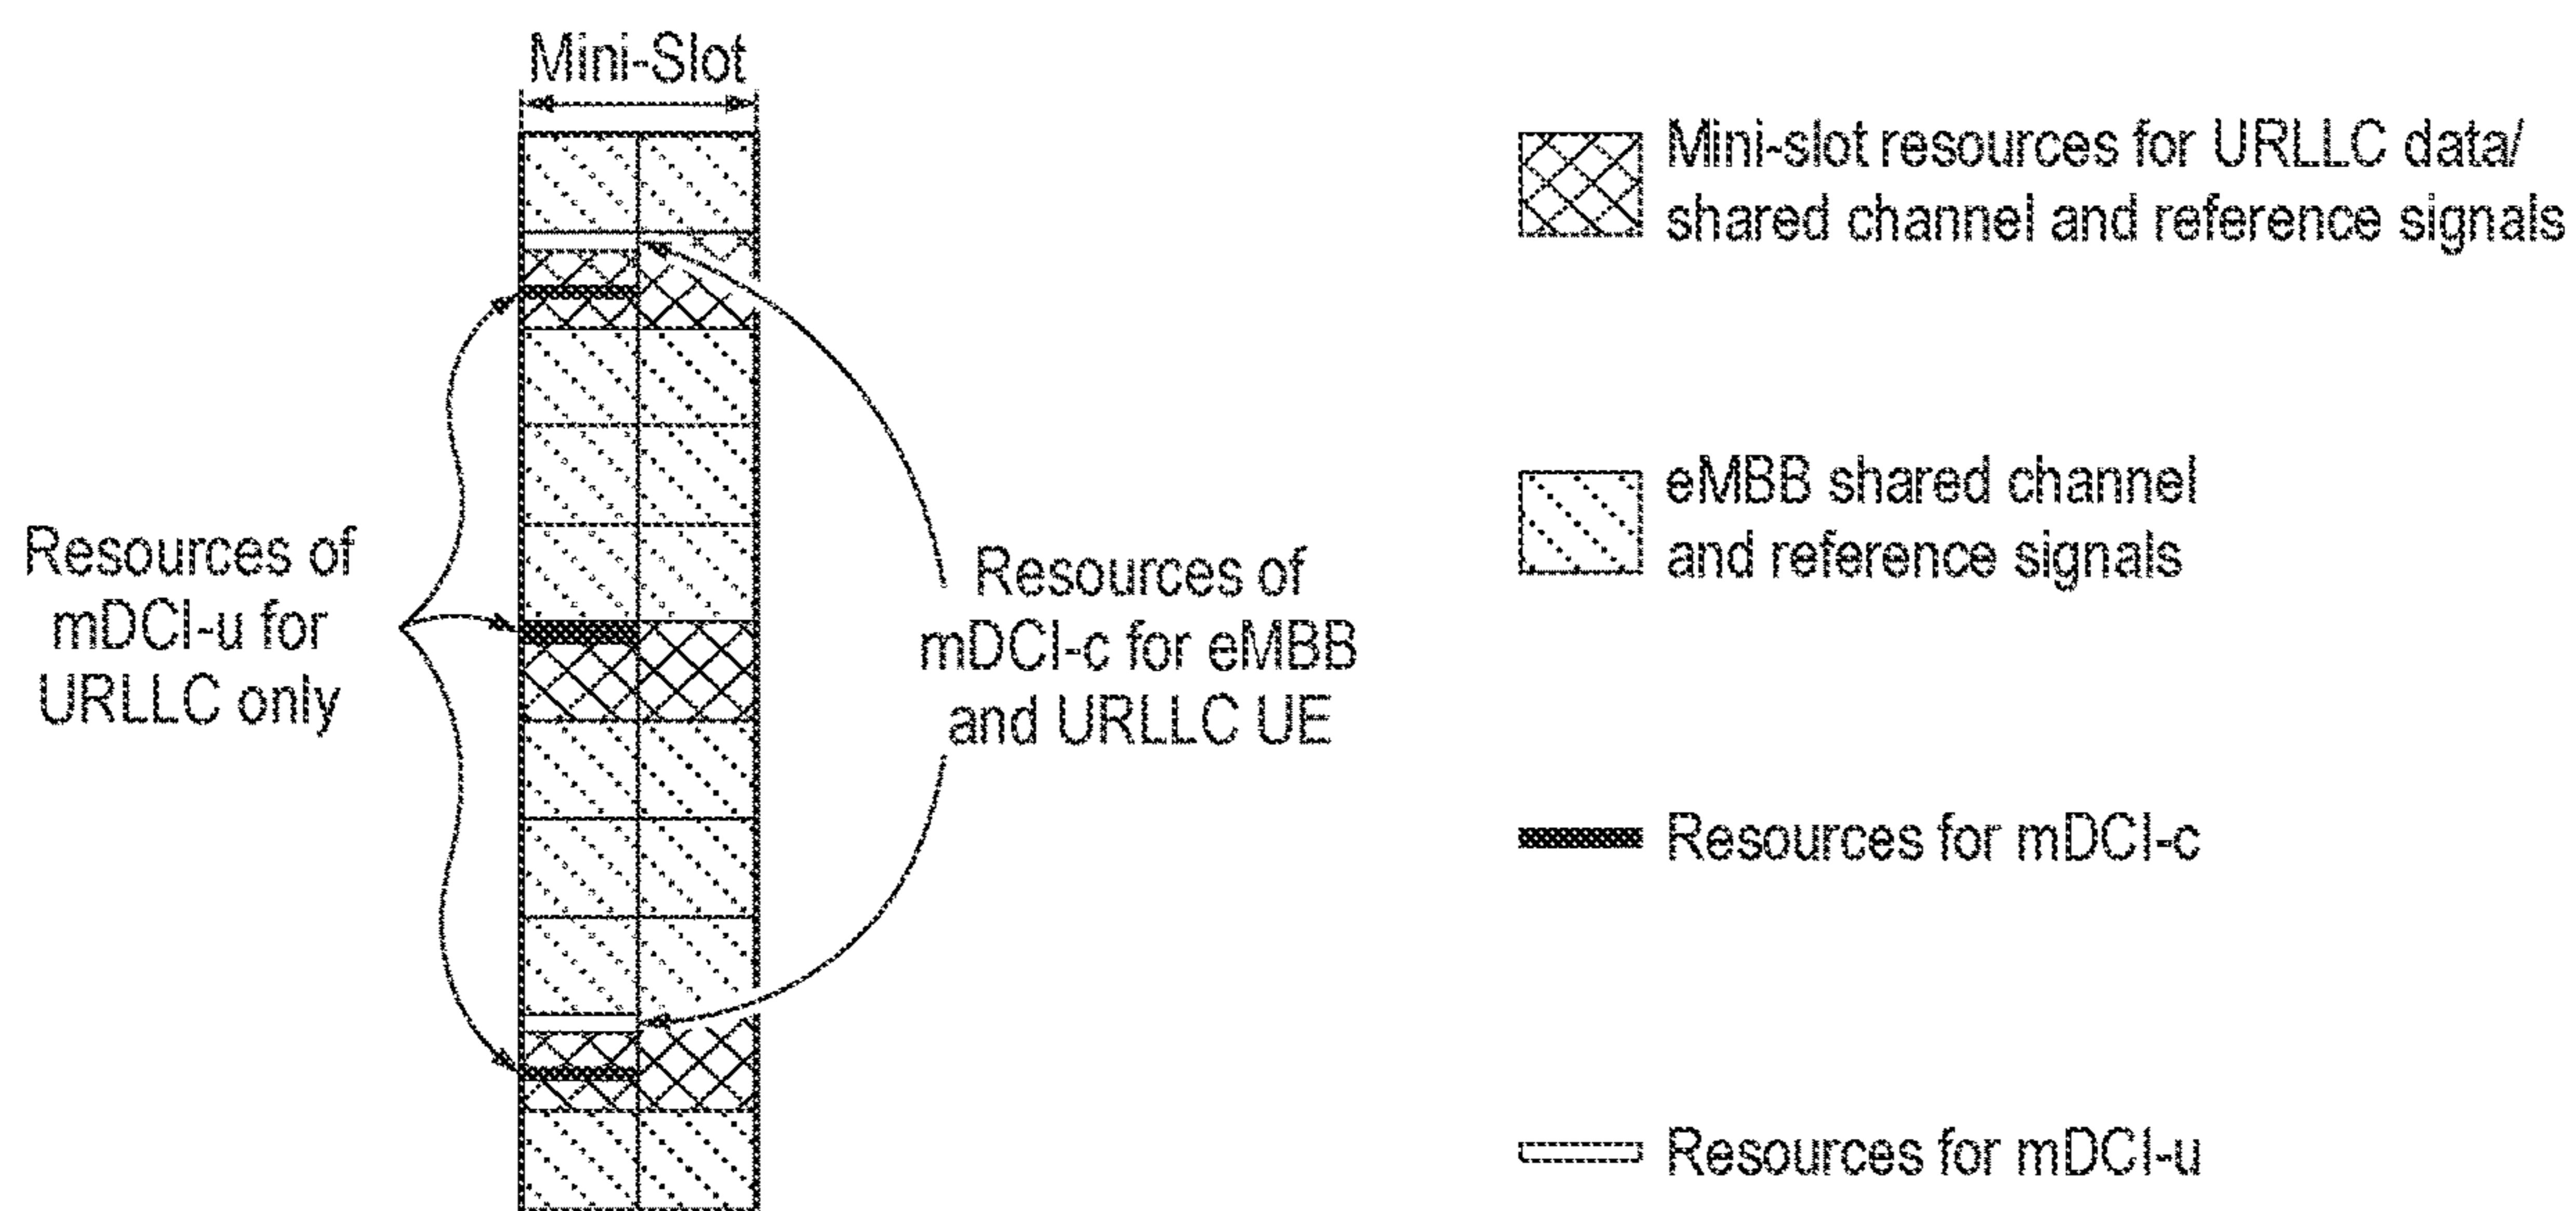 Mini-Slot
Resources of
mDCI-u for
URLLC only
Resources of
mDCI-c for eMBB
and URLLC UE
Mini-slot resources for URLLC data/
shared channel and reference signals
eMBB shared channel
and reference signals
Resources for mDCI-c
Resources for mDCI-u